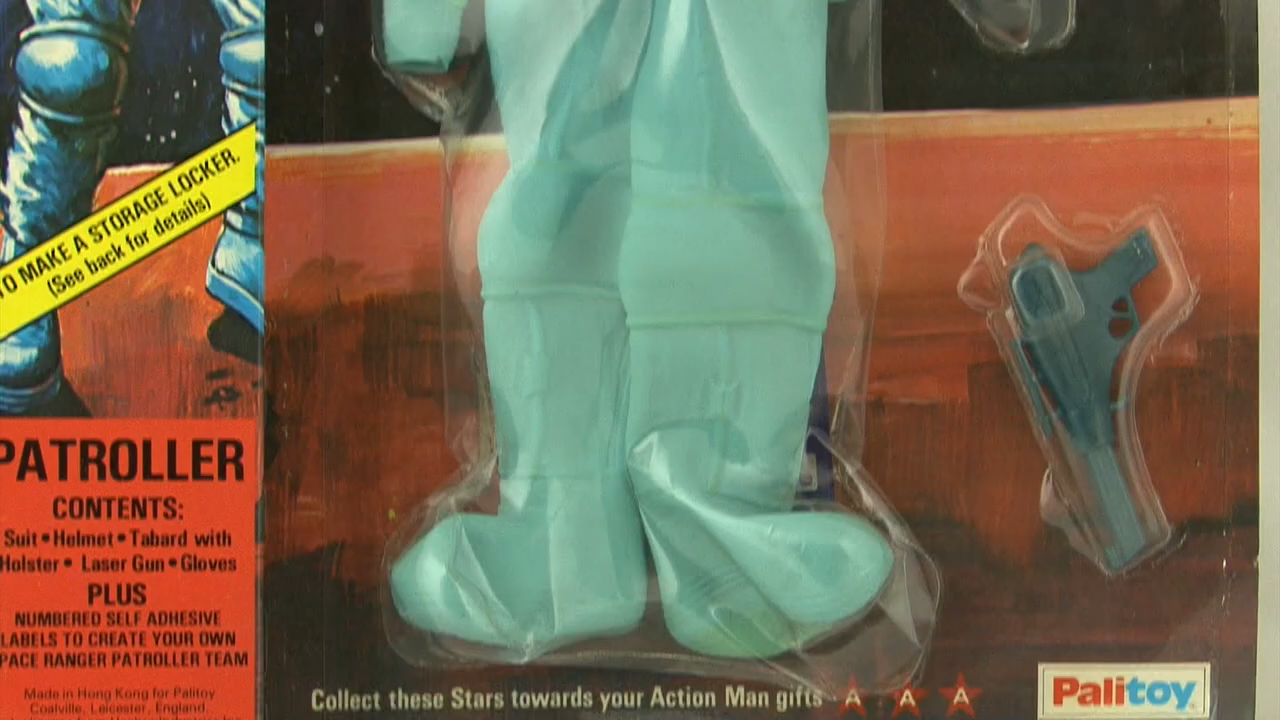 TO MAKE A STORAGE LOCKER.
(See back for details)
PATROLLER
CONTENTS:
Suit • Helmet • Tabard with
Holster • Laser Gun • Gloves
PLUS
NUMBERED SELF ADHESIVE
LABELS TO CREATE YOUR OWN
PACE RANGER PATROLLER TEAM
Made in Hong Kong for Palitoy
Coalville, Leicester, England.
Collect these Stars towards your Action Man gifts A A A
Palitoy